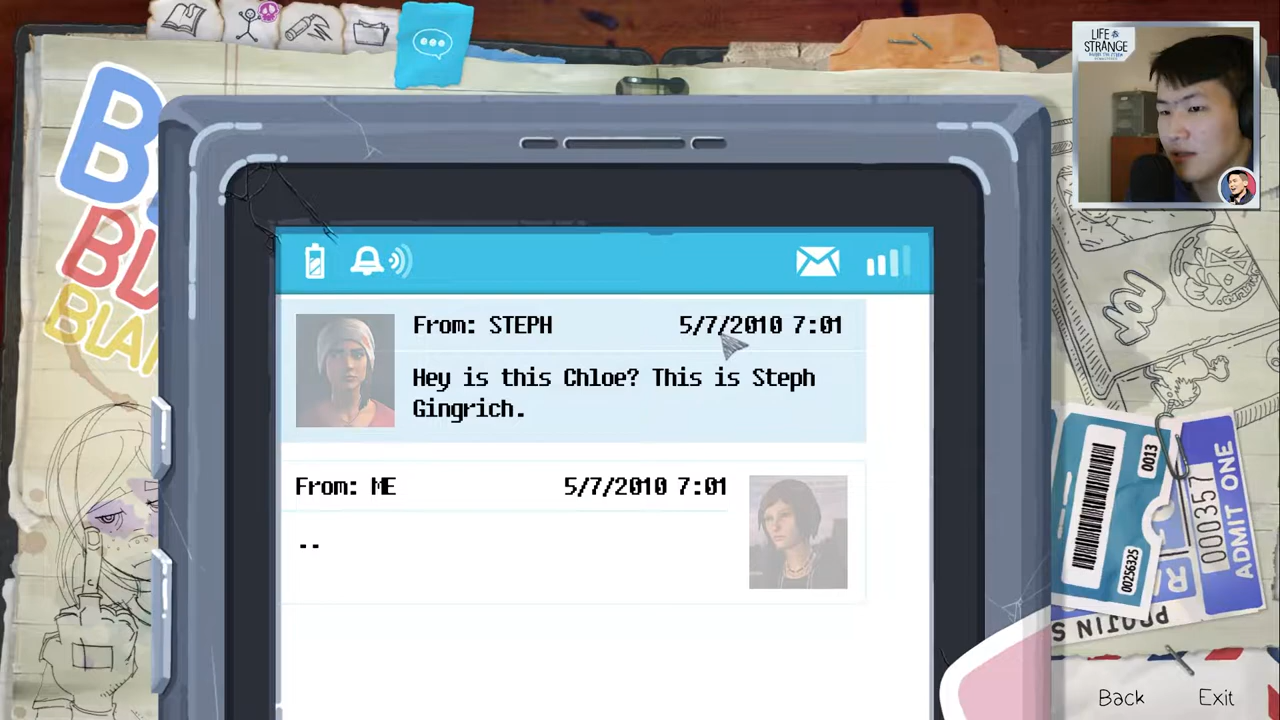 LIFE IS
STRANGE
From: STEPH 5/7/2010 7:01
Hey is this Chloe? This is Steph
Gingrich.
From: ME 5/7/2010 7:01
..
0013
00256325
000357
ADMIT ONE
Back Exit